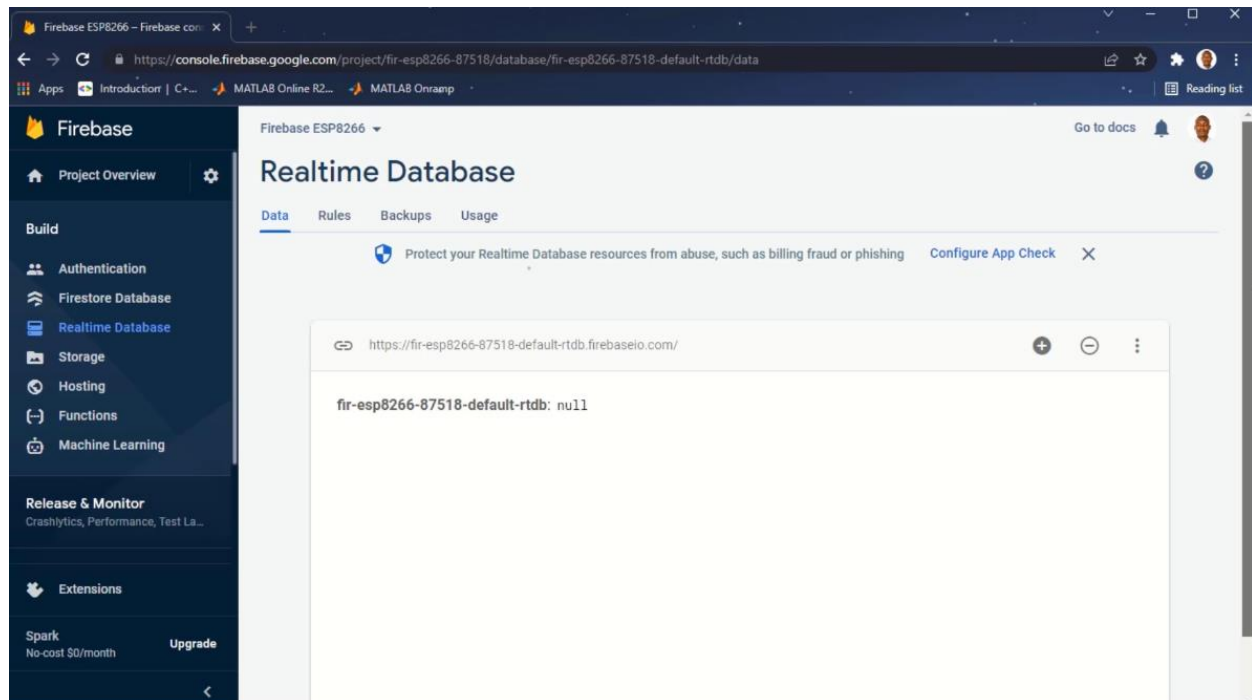 Firebase ESP8266 – Firebase con
https://console.firebase.google.com/project/fir-esp8266-87518/database/fir-esp8266-87518-default-rtdb/data
Apps Introduction | C+... MATLAB Online R2... MATLAB Onramp Reading list
Firebase
Firebase ESP8266 Go to docs
Project Overview
Realtime Database
Data Rules Backups Usage
Build
Protect your Realtime Database resources from abuse, such as billing fraud or phishing Configure App Check
Authentication
Firestore Database
Realtime Database
Storage
Hosting
Functions
Machine Learning
https://fir-esp8266-87518-default-rtdb.firebaseio.com/
fir-esp8266-87518-default-rtdb: null
Release & Monitor
Crashlytics, Performance, Test La...
Extensions
Spark
No-cost $0/month
Upgrade